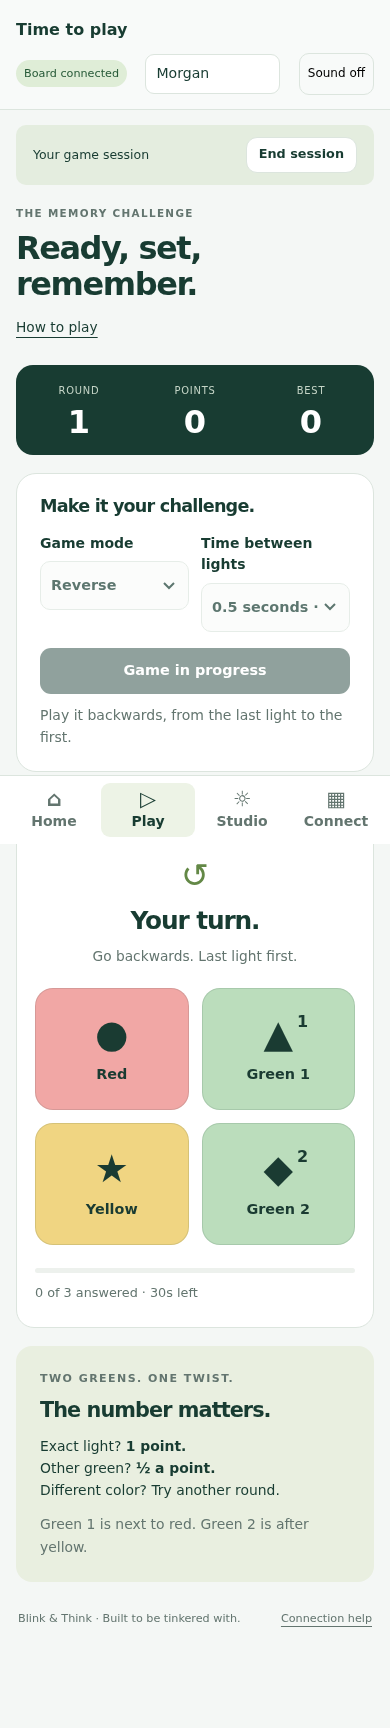 Time to play
Board connected
Morgan
Sound off
Your game session
End session
THE MEMORY CHALLENGE
Ready, set,
remember.
How to play
ROUND
POINTS
BEST
1
0
0
Make it your challenge.
Game mode
Time between
lights
Reverse
0.5 seconds ·
Game in progress
Play it backwards, from the last light to the
first.
Home
Play
Studio
Connect
Your turn.
Go backwards. Last light first.
Red
1
Green 1
Yellow
2
Green 2
0 of 3 answered · 30s left
TWO GREENS. ONE TWIST.
The number matters.
Exact light? 1 point.
Other green? ½ a point.
Different color? Try another round.
Green 1 is next to red. Green 2 is after
yellow.
Blink & Think · Built to be tinkered with.
Connection help